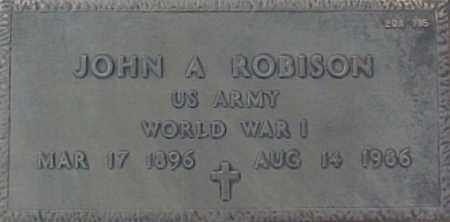 JOHN A ROBISON
US ARMY
WORLD WAR I
MAR 17 1896 AUG 14 1986